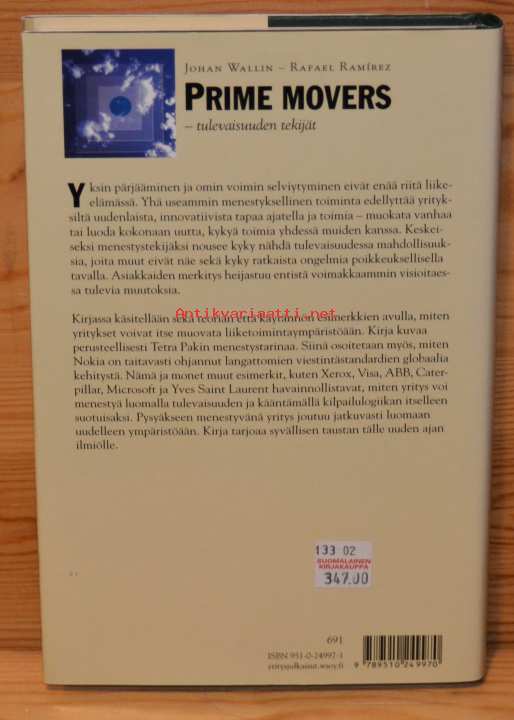 JOHAN WALLIN – RAFAEL RAMÍREZ
PRIME MOVERS
– tulevaisuuden tekijät
Yksin pärjääminen ja omin voimin selviytyminen eivät enää riitä liike-
elämässä. Yhä useammin menestyksellinen toiminta edellyttää yrityk-
siltä uudenlaista, innovatiivista tapaa ajatella ja toimia – muokata vanhaa
tai luoda kokonaan uutta, kykyä toimia yhdessä muiden kanssa. Keskei-
seksi menestystekijäksi nousee kyky nähdä tulevaisuudessa mahdollisuuk-
sia, joita muut eivät näe sekä kyky ratkaista ongelmia poikkeuksellisella
tavalla. Asiakkaiden merkitys heijastuu entistä voimakkaammin visioitaes-
sa tulevia muutoksia.
Antikvariaatti.net
Kirjassa käsitellään sekä teorian että käytännön esimerkkien avulla, miten
yritykset voivat itse muovata liiketoimintaympäristöään. Kirja kuvaa
perusteellisesti Tetra Pakin menestystarinaa. Siinä osoitetaan myös, miten
Nokia on taitavasti ohjannut langattomien viestintästandardien globaalia
kehitystä. Nämä ja monet muut esimerkit, kuten Xerox, Visa, ABB, Cater-
pillar, Microsoft ja Yves Saint Laurent havainnollistavat, miten yritys voi
menestyä luomalla tulevaisuuden ja kääntämällä kilpailulogiikan itselleen
suotuisaksi. Pysyäkseen menestyvänä yritys joutuu jatkuvasti luomaan
uudelleen ympäristöään. Kirja tarjoaa syvällisen taustan tälle uuden ajan
ilmiölle.
133 02
SUOMALAINEN
KIRJAKAUPPA
347.00
691
ISBN 951-0-24997-1
yritysjulkaisut.wsoy.fi
9 789510 249970